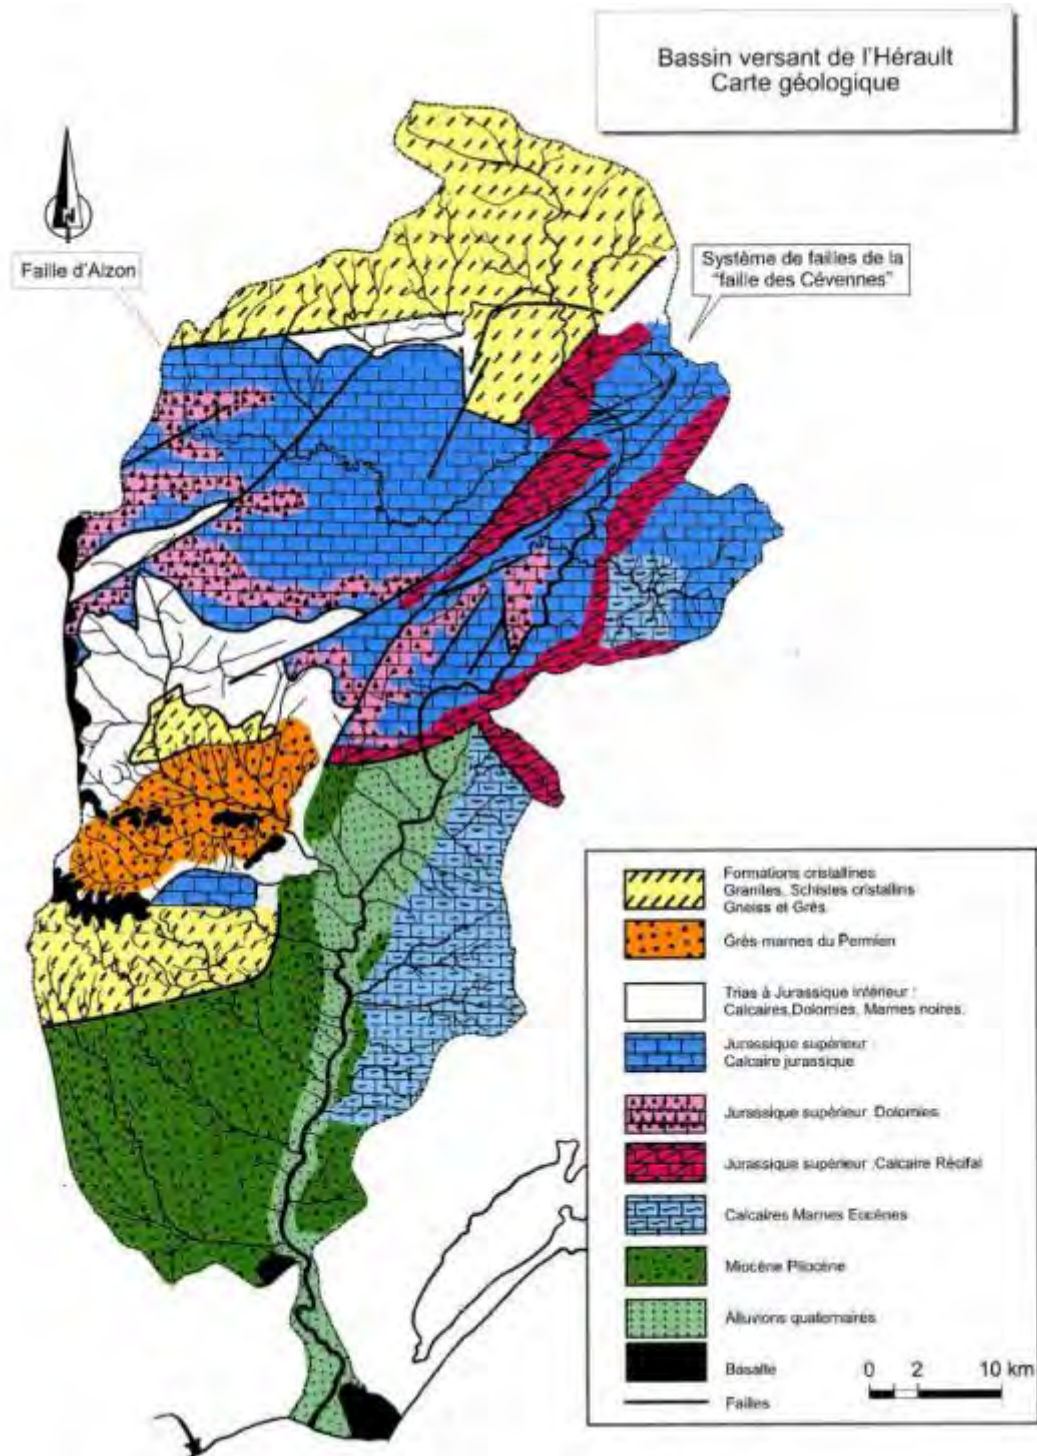 Bassin versant de l'Hérault
Carte géologique
N
Faille d'Alzon
Système de failles de la
"faille des Cévennes"
Formations cristallines
Granites, Schistes cristallins
Gneiss et Grés.
Grés-marnes du Permien
Trias à Jurassique inférieur :
Calcaires,Dolomies, Marnes noires.
Jurassique supérieur :
Calcaire jurassique
Jurassique supérieur :Dolomies
Jurassique supérieur :Calcaire Récifal
Calcaires Marnes Eocènes
Miocène Pliocène
Alluvions quaternaires
Basalte
0 2 10 km
Failles